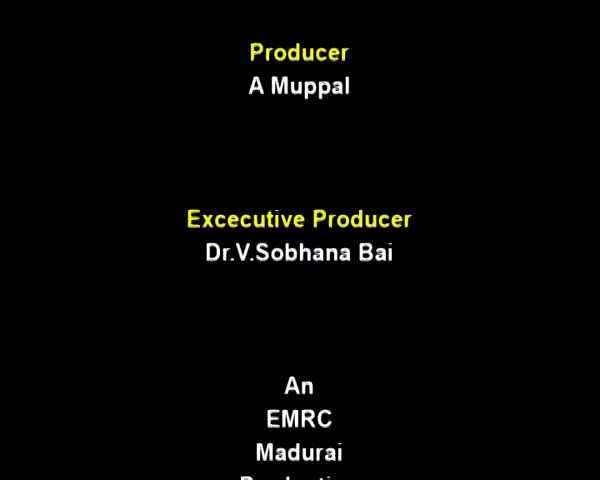 Producer
A Muppal
Excecutive Producer
Dr.V.Sobhana Bai
An
EMRC
Madurai